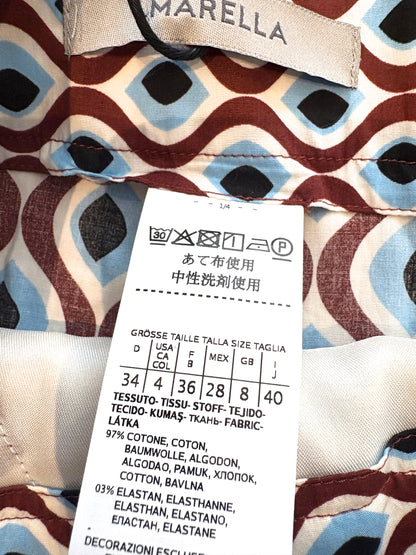 MARELLA
1/4
30 P
あて布使用
中性洗剤使用
GRÖSSE TAILLE TALLA SIZE TAGLIA
D USA CA COL F B MEX GB I J
34 4 36 28 8 40
TESSUTO- TISSU- STOFF- TEJIDO-
TECIDO- KUMAŞ- ТКАНЬ- FABRIC-
LÁTKA
97% COTONE, COTON,
BAUMWOLLE, ALGODON,
ALGODAO, PAMUK, ХЛОПОК,
COTTON, BAVLNA
03% ELASTAN, ELASTHANNE,
ELASTHAN, ELASTANO,
ЕЛАСТАН, ELASTANE
DECORAZIONI ESCLUSE